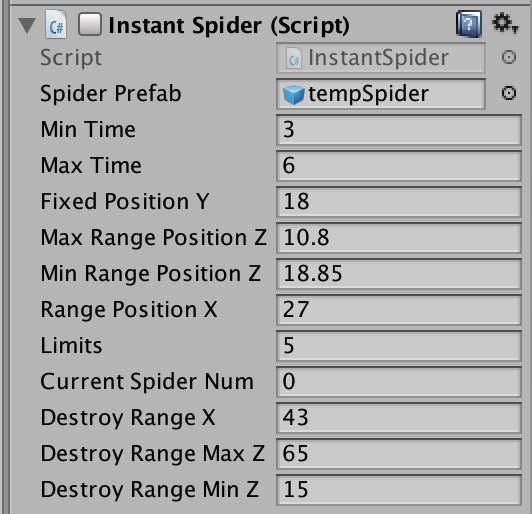 Instant Spider (Script)
Script InstantSpider
Spider Prefab tempSpider
Min Time 3
Max Time 6
Fixed Position Y 18
Max Range Position Z 10.8
Min Range Position Z 18.85
Range Position X 27
Limits 5
Current Spider Num 0
Destroy Range X 43
Destroy Range Max Z 65
Destroy Range Min Z 15